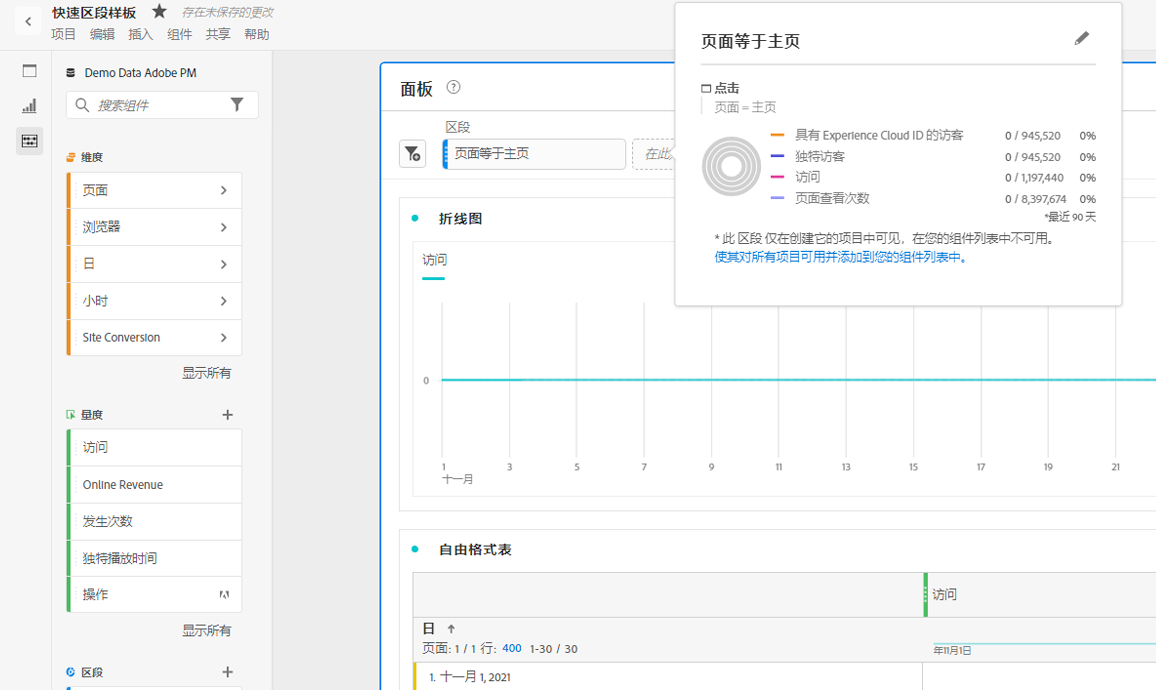 快速区段样板 存在未保存的更改
项目 编辑 插入 组件 共享 帮助
Demo Data Adobe PM
搜索组件
维度
页面
浏览器
日
小时
Site Conversion
显示所有
量度
访问
Online Revenue
发生次数
独特播放时间
操作
显示所有
区段
面板
区段
页面等于主页
在此
页面等于主页
点击
页面 = 主页
具有 Experience Cloud ID 的访客 0 / 945,520 0%
独特访客 0 / 945,520 0%
访问 0 / 1,197,440 0%
页面查看次数 0 / 8,397,674 0%
*最近 90 天
* 此 区段 仅在创建它的项目中可见，在您的组件列表中不可用。
使其对所有项目可用并添加到您的组件列表中。
折线图
访问
0
1 3 5 7 9 11 13 15 17 19 21
十一月
自由格式表
访问
日 ↑
页面: 1 / 1 行: 400 1-30 / 30
年11月1日
1. 十一月 1, 2021